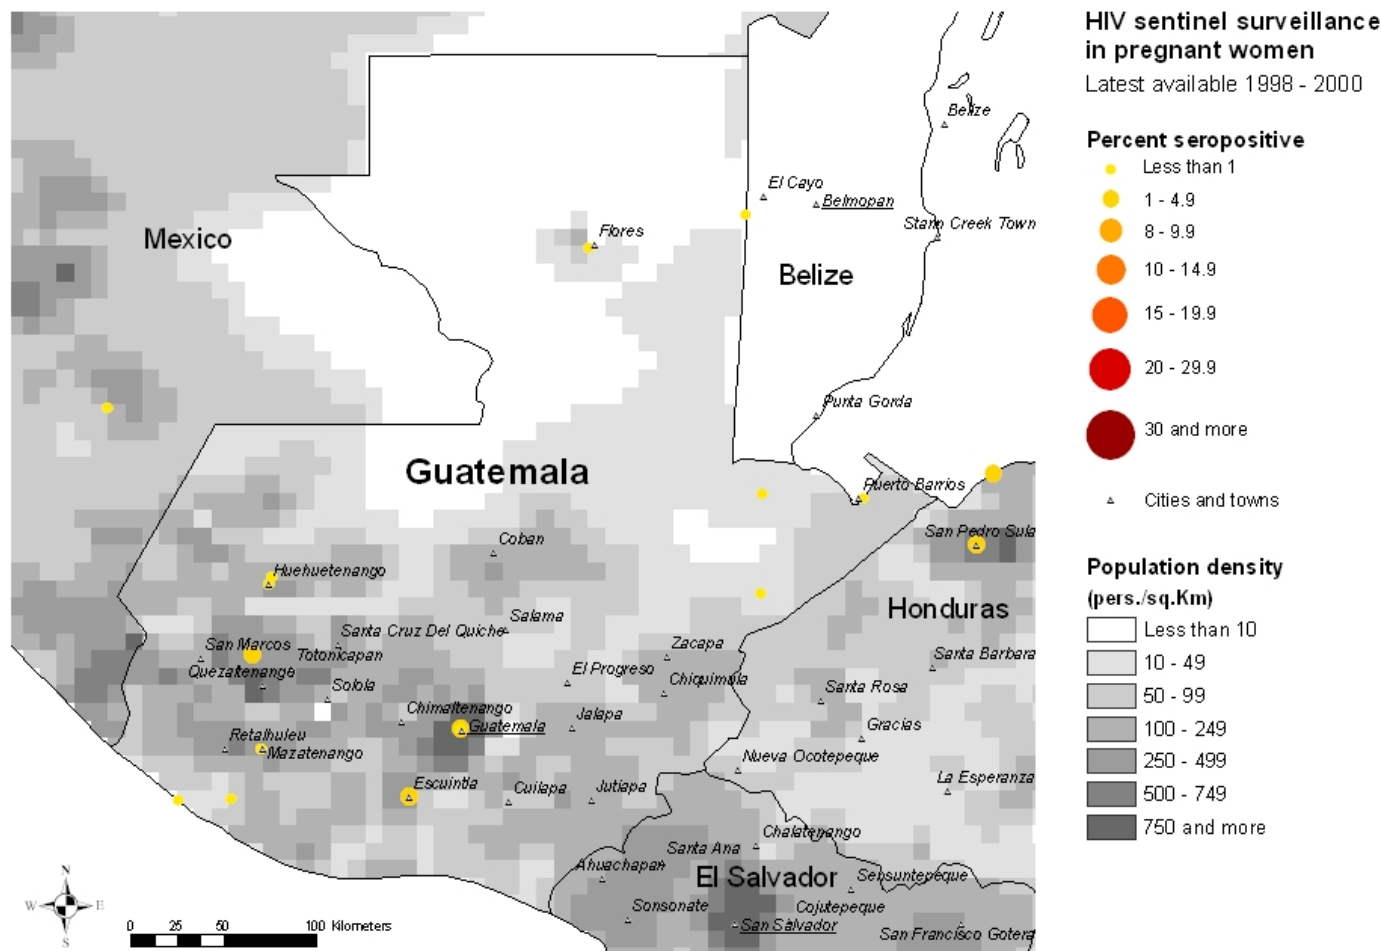 HIV sentinel surveillance
in pregnant women
Latest available 1998 - 2000
Percent seropositive
Less than 1
1 - 4.9
8 - 9.9
10 - 14.9
15 - 19.9
20 - 29.9
30 and more
Cities and towns
Population density
(pers./sq.Km)
Less than 10
10 - 49
50 - 99
100 - 249
250 - 499
500 - 749
750 and more
Belize
El Cayo
Belmopan
Stann Creek Town
Mexico
Flores
Belize
Punta Gorda
Guatemala
Puerto Barrios
San Pedro Sula
Coban
Huehuetenango
Honduras
Salama
Santa Cruz Del Quiche
San Marcos
Totonicapan
Zacapa
Santa Barbara
Quezaltenango
El Progreso
Chiquimula
Solola
Santa Rosa
Chimaltenango
Guatemala
Jalapa
Gracias
Retalhuleu
Mazatenango
Nueva Ocotepeque
La Esperanza
Escuintla
Cuilapa
Jutiapa
Chalatenango
Santa Ana
Ahuachapan
El Salvador
Sensuntepeque
Sonsonate
Cojutepeque
San Salvador
San Francisco Gotera
N
W
E
S
0 25 50 100 Kilometers